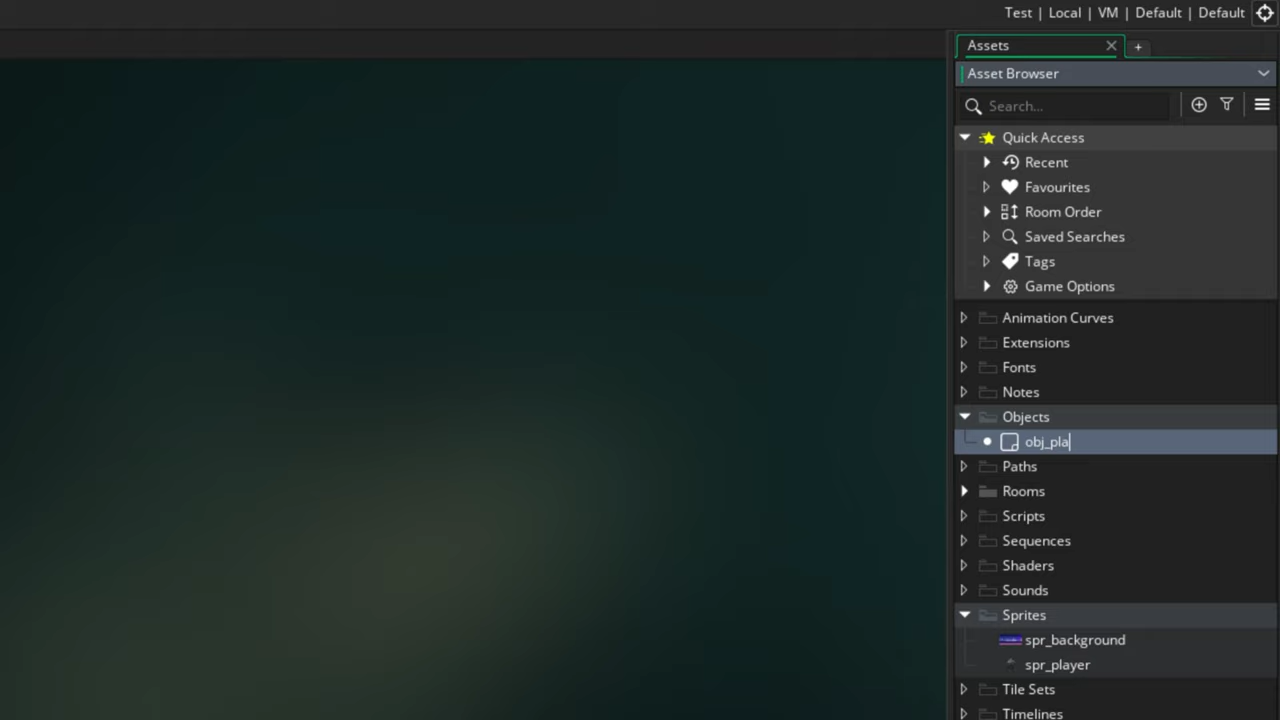 Test | Local | VM | Default | Default
Assets
Asset Browser
Search...
Quick Access
Recent
Favourites
Room Order
Saved Searches
Tags
Game Options
Animation Curves
Extensions
Fonts
Notes
Objects
obj_pla
Paths
Rooms
Scripts
Sequences
Shaders
Sounds
Sprites
spr_background
spr_player
Tile Sets
Timelines